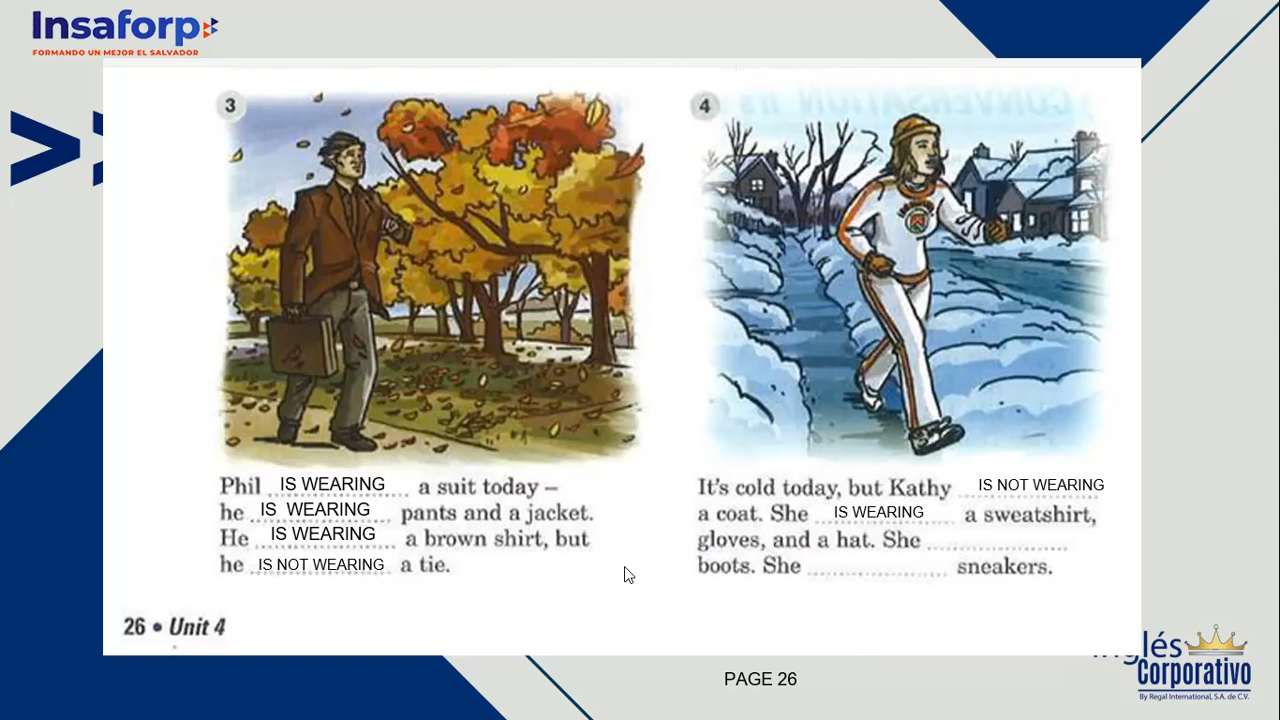 Insaforp
FORMANDO UN MEJOR EL SALVADOR
3
4
Phil IS WEARING a suit today –
he IS WEARING pants and a jacket.
He IS WEARING a brown shirt, but
he IS NOT WEARING a tie.
It's cold today, but Kathy IS NOT WEARING
a coat. She IS WEARING a sweatshirt,
gloves, and a hat. She
boots. She sneakers.
26 • Unit 4
PAGE 26
Inglés
Corporativo
By Regal International, S.A. de C.V.